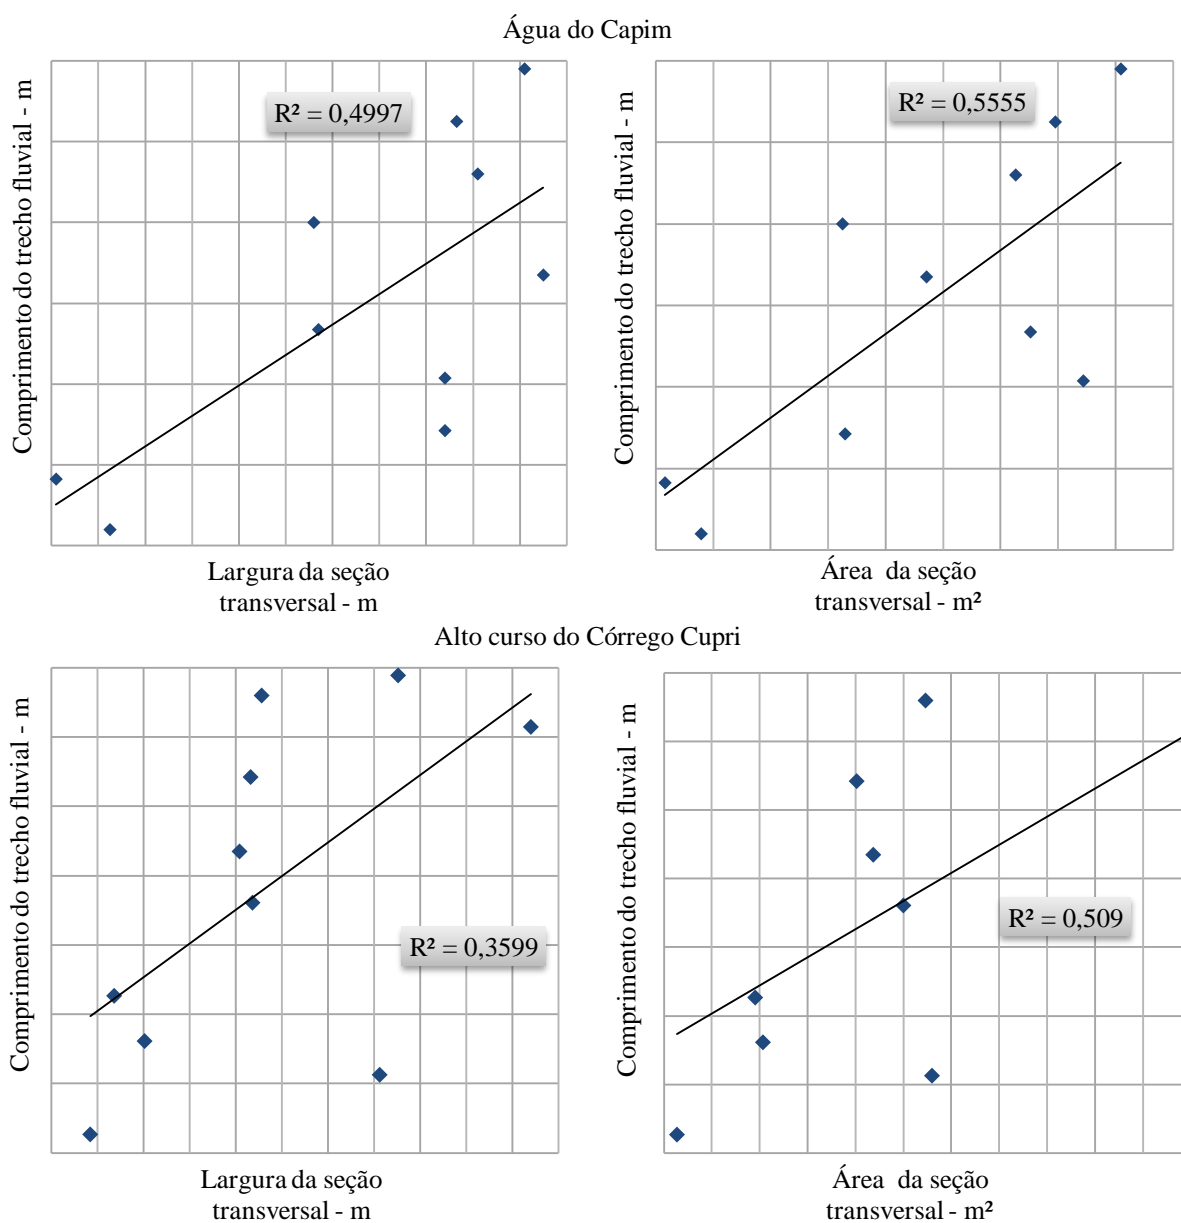 Água do Capim
Comprimento do trecho fluvial - m
R² = 0,4997
Largura da seção
transversal - m
Comprimento do trecho fluvial - m
R² = 0,5555
Área da seção
transversal - m²
Alto curso do Córrego Cupri
Comprimento do trecho fluvial - m
R² = 0,3599
Largura da seção
transversal - m
Comprimento do trecho fluvial - m
R² = 0,509
Área da seção
transversal - m²